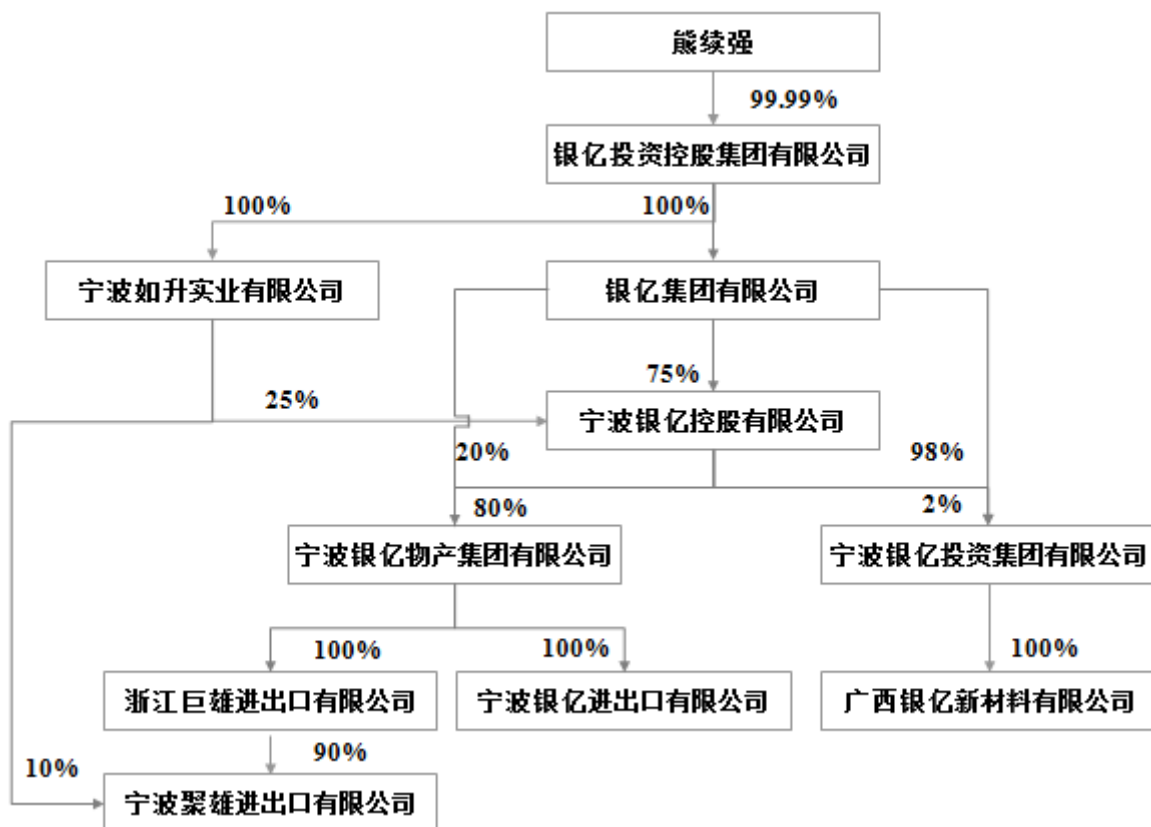 熊续强
99.99%
银亿投资控股集团有限公司
100%
100%
宁波如升实业有限公司
银亿集团有限公司
75%
25%
宁波银亿控股有限公司
20%
98%
80%
2%
宁波银亿物产集团有限公司
宁波银亿投资集团有限公司
100%
100%
100%
浙江巨雄进出口有限公司
宁波银亿进出口有限公司
广西银亿新材料有限公司
90%
10%
宁波聚雄进出口有限公司